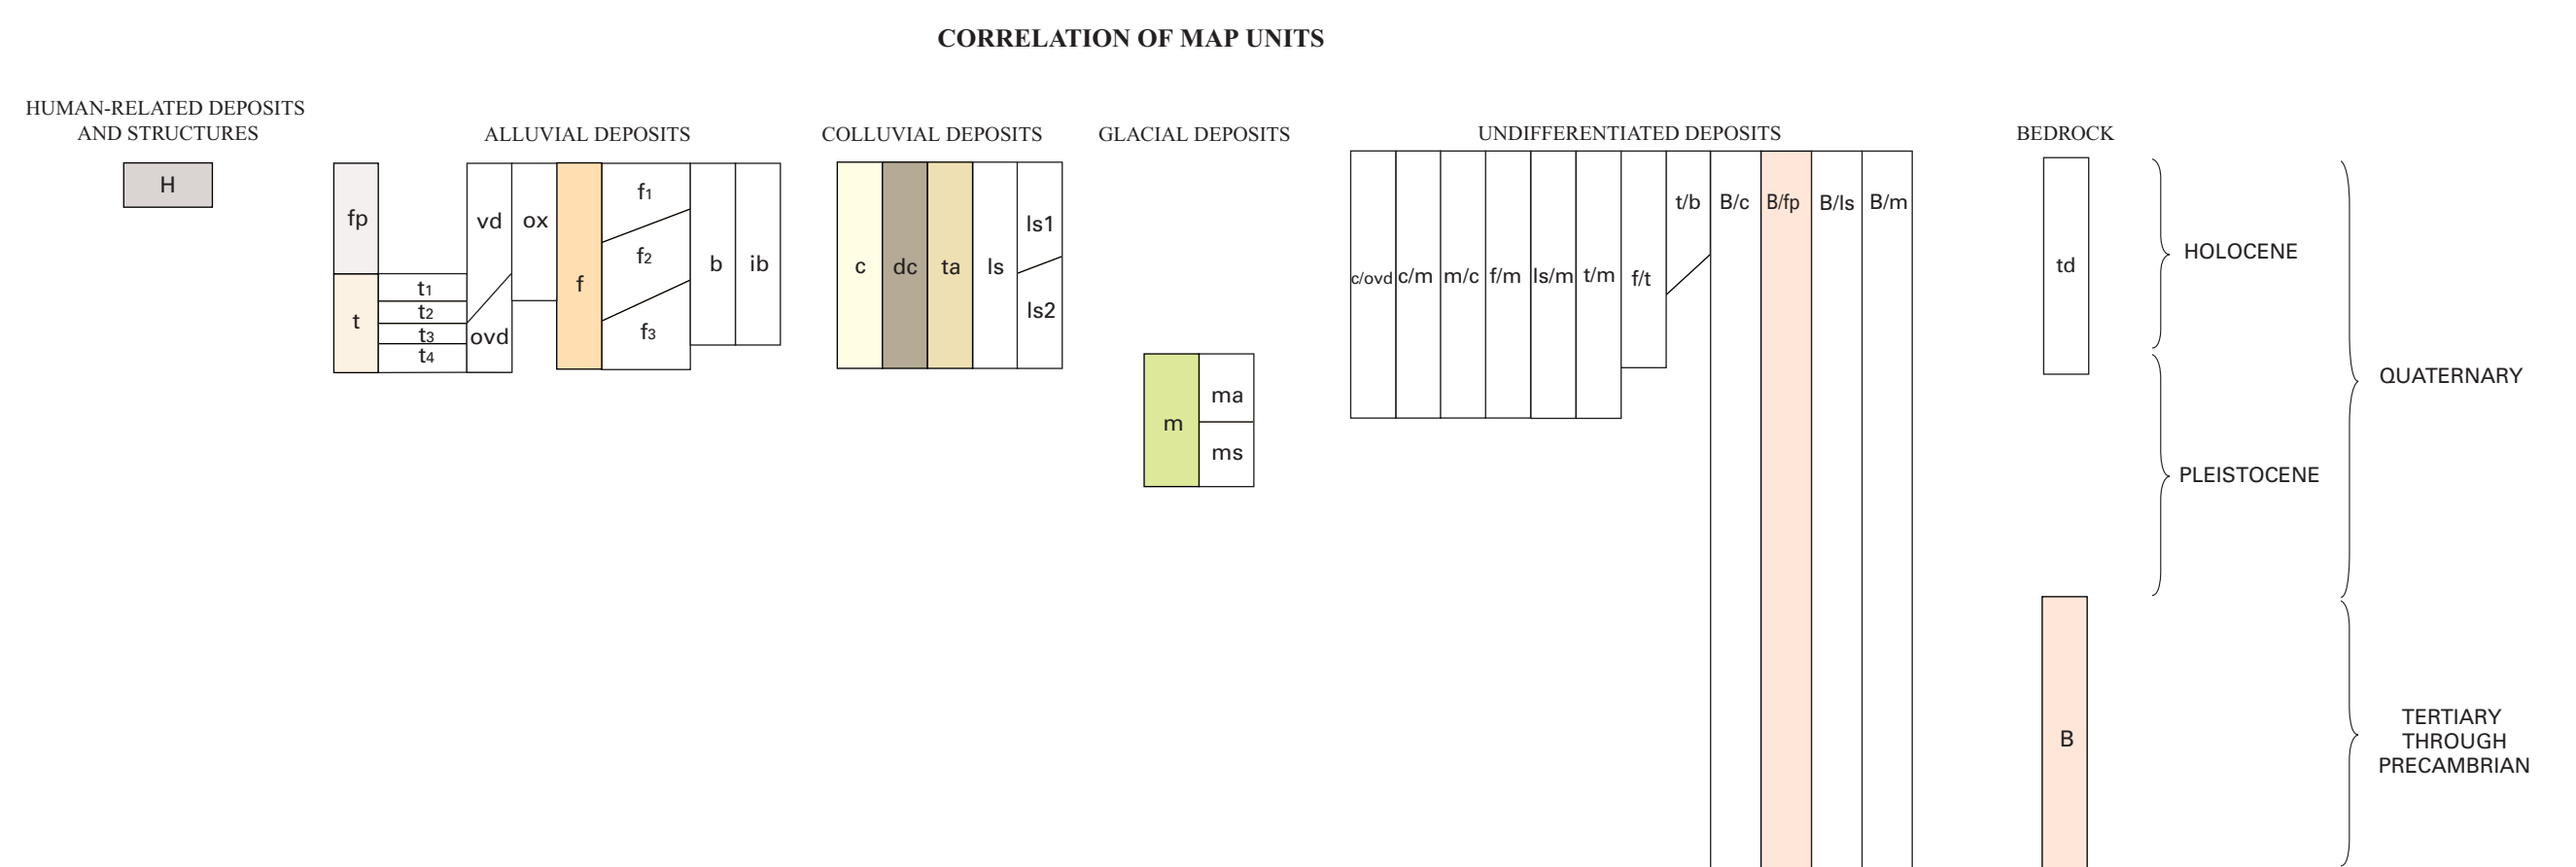 CORRELATION OF MAP UNITS
HUMAN-RELATED DEPOSITS
AND STRUCTURES
H
ALLUVIAL DEPOSITS
fp
t
t1
t2
t3
t4
vd
ovd
ox
f
f1
f2
f3
b
ib
COLLUVIAL DEPOSITS
c
dc
ta
ls
ls1
ls2
GLACIAL DEPOSITS
m
ma
ms
UNDIFFERENTIATED DEPOSITS
c/ovd
c/m
m/c
f/m
ls/m
t/m
f/t
t/b
B/c
B/fp
B/ls
B/m
BEDROCK
td
B
HOLOCENE
PLEISTOCENE
QUATERNARY
TERTIARY
THROUGH
PRECAMBRIAN